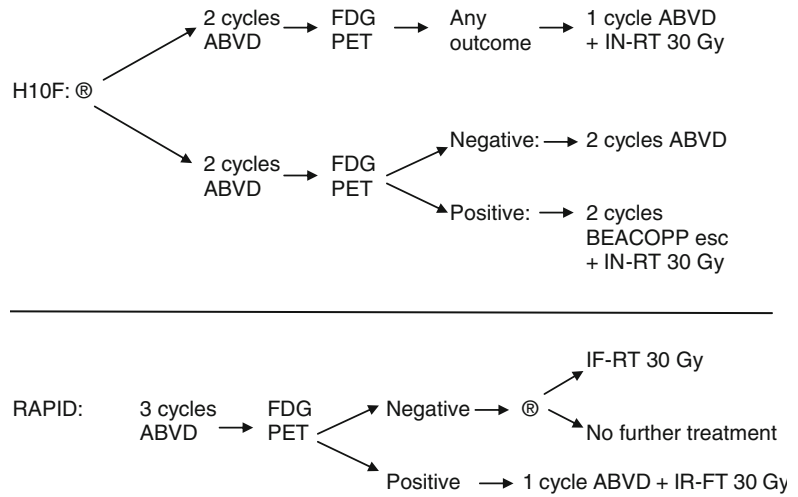 2 cycles ABVD
FDG PET
Any outcome
1 cycle ABVD
+ IN-RT 30 Gy
H10F: ®
2 cycles ABVD
FDG PET
Negative:
2 cycles ABVD
Positive:
2 cycles
BEACOPP esc
+ IN-RT 30 Gy
RAPID:
3 cycles ABVD
FDG PET
Negative
®
IF-RT 30 Gy
No further treatment
Positive
1 cycle ABVD + IR-FT 30 Gy